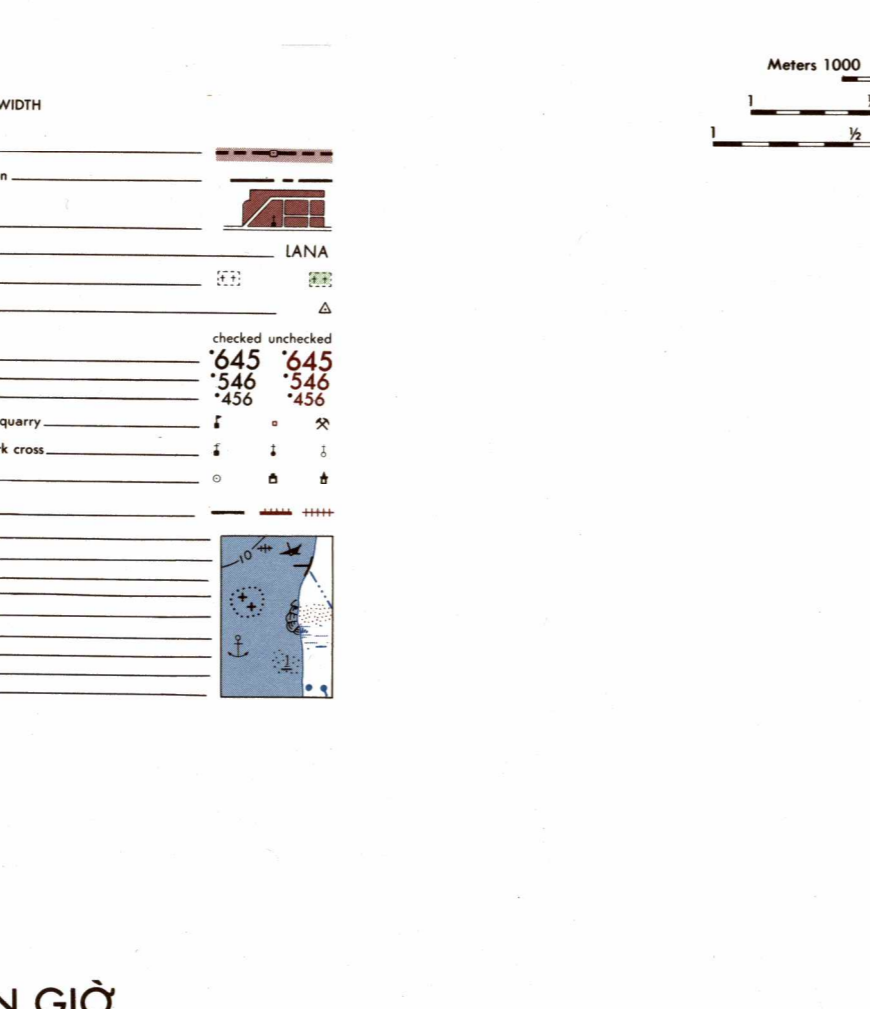 WIDTH
n
LANA
checked unchecked
645 645
546 546
456 456
quarry
k cross
10
1
Meters 1000
1
1 ½
N GIỜ